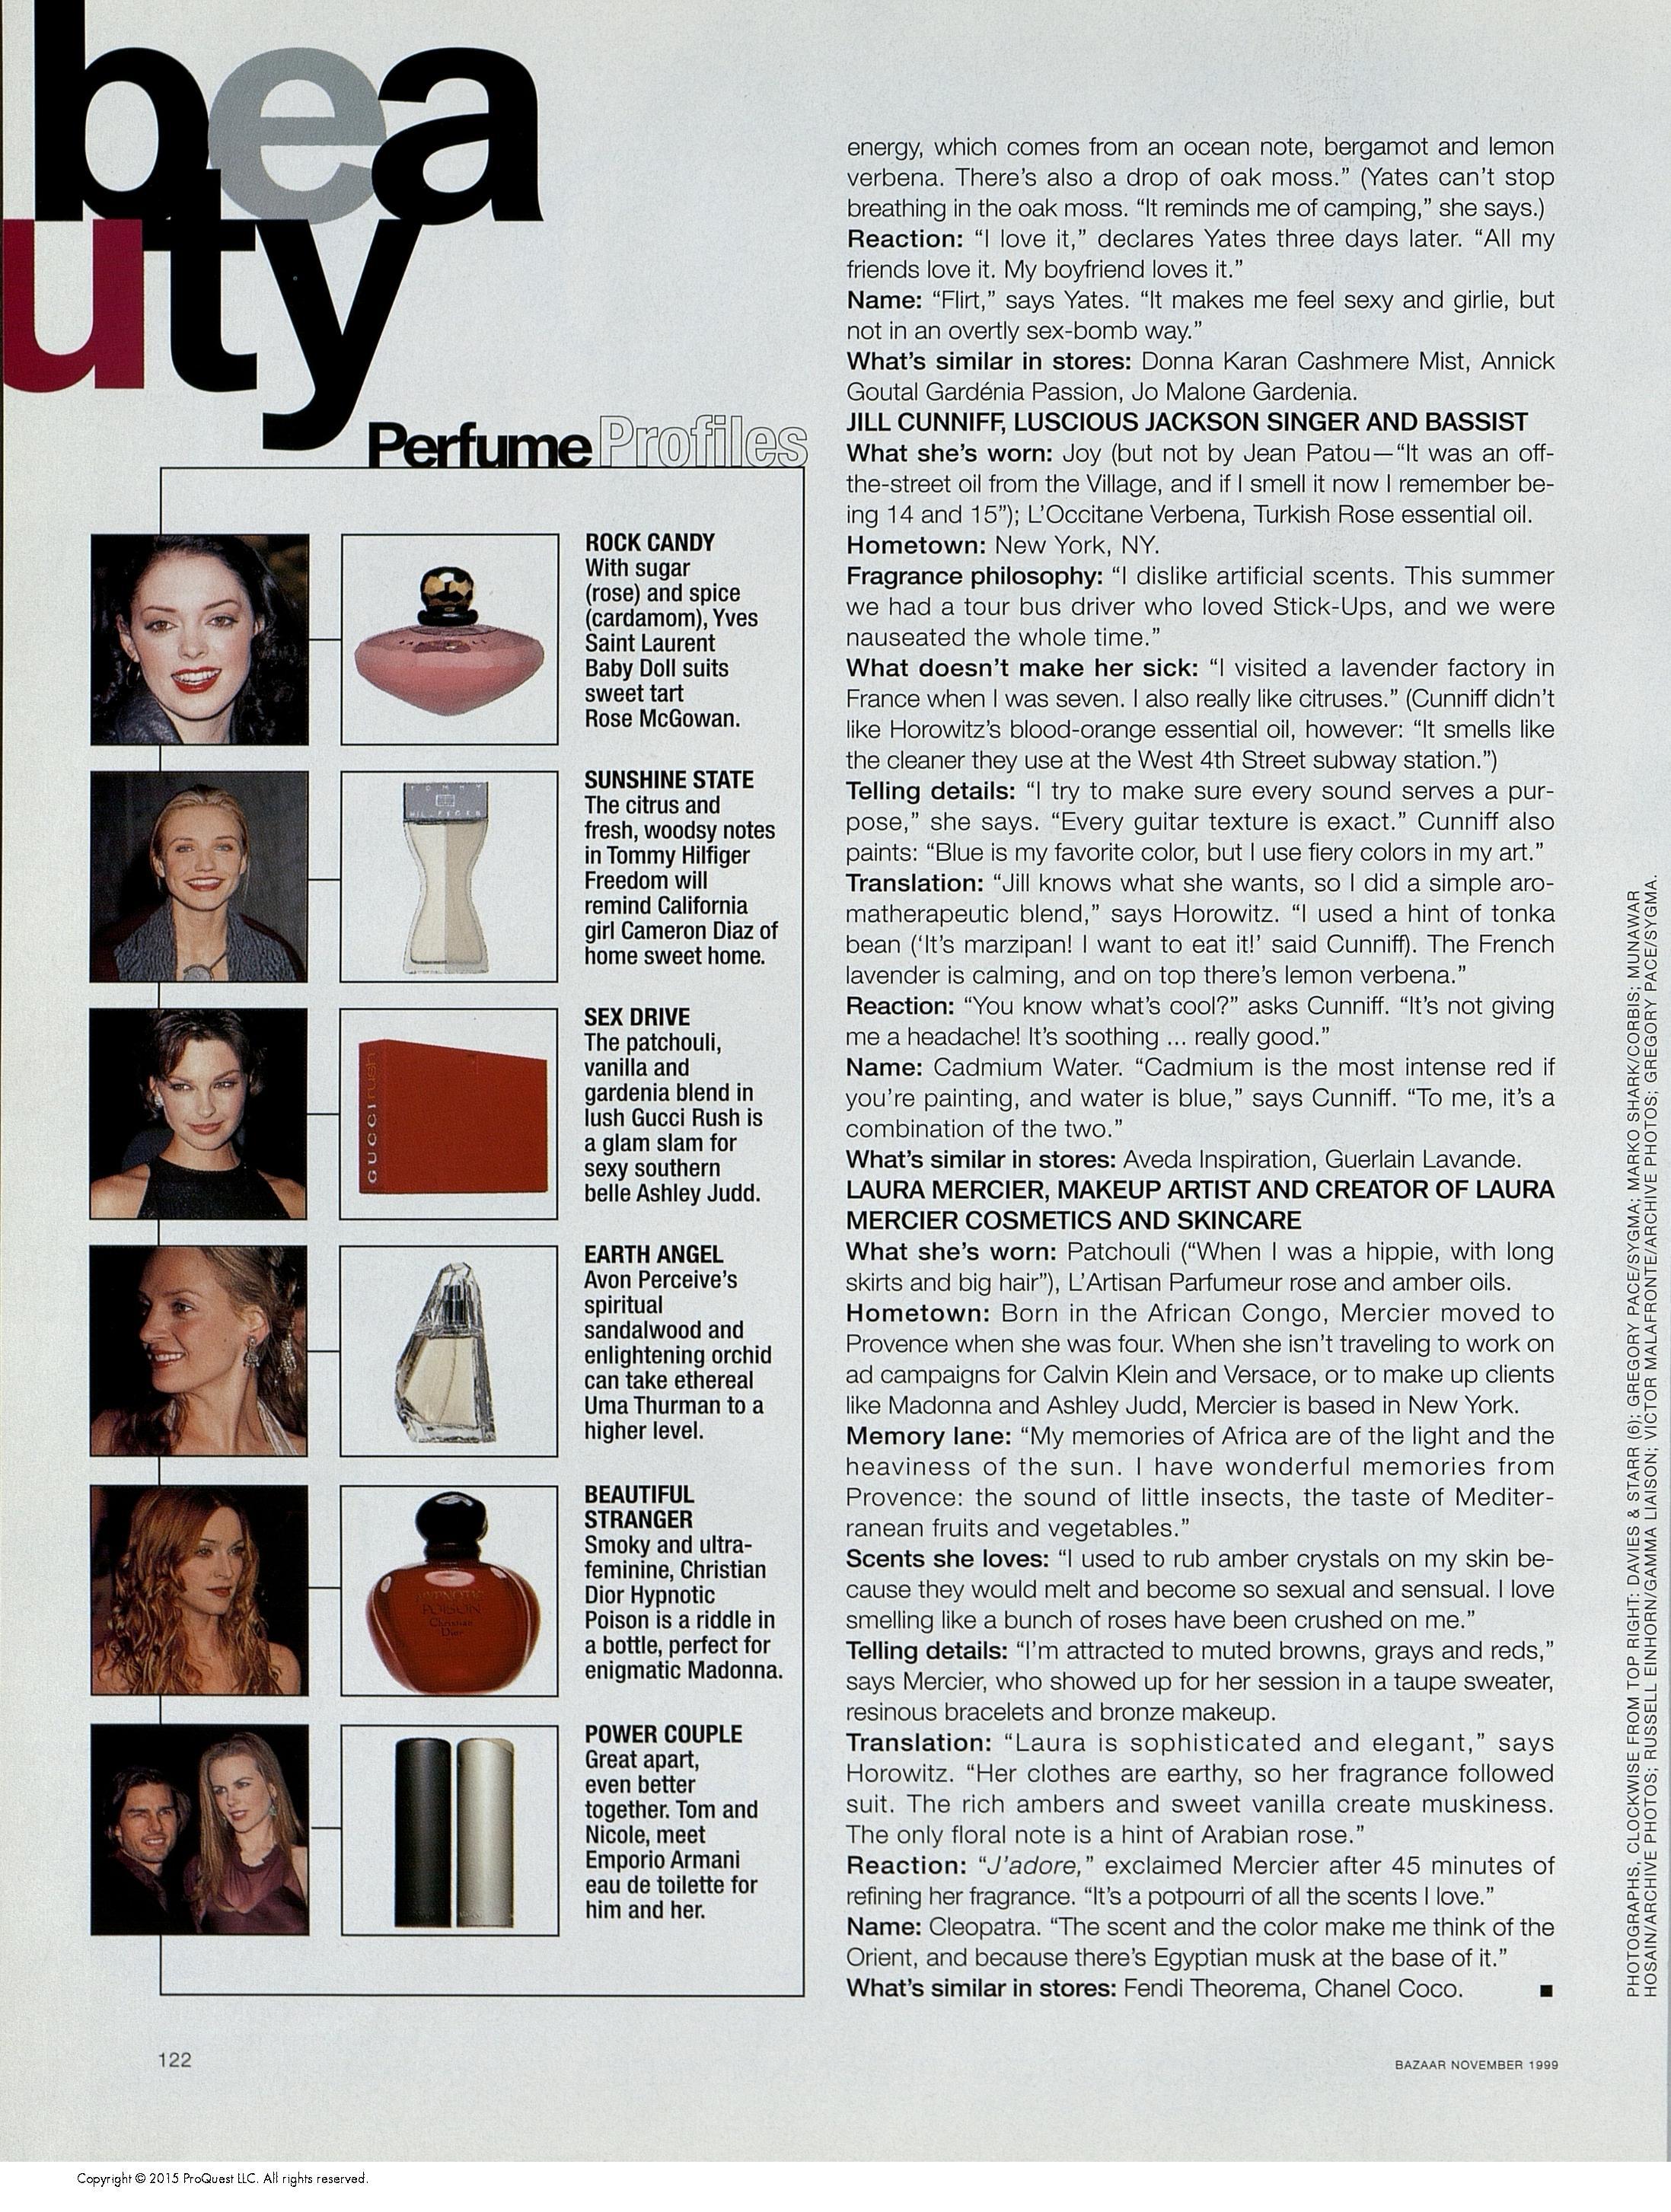 beauty
Perfume Profiles
ROCK CANDY
With sugar
(rose) and spice
(cardamom), Yves
Saint Laurent
Baby Doll suits
sweet tart
Rose McGowan.
TOMMY
HILFIGER
SUNSHINE STATE
The citrus and
fresh, woodsy notes
in Tommy Hilfiger
Freedom will
remind California
girl Cameron Diaz of
home sweet home.
GUCCI rush
SEX DRIVE
The patchouli,
vanilla and
gardenia blend in
lush Gucci Rush is
a glam slam for
sexy southern
belle Ashley Judd.
EARTH ANGEL
Avon Perceive’s
spiritual
sandalwood and
enlightening orchid
can take ethereal
Uma Thurman to a
higher level.
HYPNOTIC
POISON
Christian
Dior
BEAUTIFUL
STRANGER
Smoky and ultra-
feminine, Christian
Dior Hypnotic
Poison is a riddle in
a bottle, perfect for
enigmatic Madonna.
POWER COUPLE
Great apart,
even better
together. Tom and
Nicole, meet
Emporio Armani
eau de toilette for
him and her.
energy, which comes from an ocean note, bergamot and lemon
verbena. There’s also a drop of oak moss.” (Yates can’t stop
breathing in the oak moss. “It reminds me of camping,” she says.)
Reaction: “I love it,” declares Yates three days later. “All my
friends love it. My boyfriend loves it.”
Name: “Flirt,” says Yates. “It makes me feel sexy and girlie, but
not in an overtly sex-bomb way.”
What’s similar in stores: Donna Karan Cashmere Mist, Annick
Goutal Gardénia Passion, Jo Malone Gardenia.
JILL CUNNIFF, LUSCIOUS JACKSON SINGER AND BASSIST
What she’s worn: Joy (but not by Jean Patou—“It was an off-
the-street oil from the Village, and if I smell it now I remember be-
ing 14 and 15”); L’Occitane Verbena, Turkish Rose essential oil.
Hometown: New York, NY.
Fragrance philosophy: “I dislike artificial scents. This summer
we had a tour bus driver who loved Stick-Ups, and we were
nauseated the whole time.”
What doesn’t make her sick: “I visited a lavender factory in
France when I was seven. I also really like citruses.” (Cunniff didn’t
like Horowitz’s blood-orange essential oil, however: “It smells like
the cleaner they use at the West 4th Street subway station.”)
Telling details: “I try to make sure every sound serves a pur-
pose,” she says. “Every guitar texture is exact.” Cunniff also
paints: “Blue is my favorite color, but I use fiery colors in my art.”
Translation: “Jill knows what she wants, so I did a simple aro-
matherapeutic blend,” says Horowitz. “I used a hint of tonka
bean (‘It’s marzipan! I want to eat it!’ said Cunniff). The French
lavender is calming, and on top there’s lemon verbena.”
Reaction: “You know what’s cool?” asks Cunniff. “It’s not giving
me a headache! It’s soothing ... really good.”
Name: Cadmium Water. “Cadmium is the most intense red if
you’re painting, and water is blue,” says Cunniff. “To me, it’s a
combination of the two.”
What’s similar in stores: Aveda Inspiration, Guerlain Lavande.
LAURA MERCIER, MAKEUP ARTIST AND CREATOR OF LAURA
MERCIER COSMETICS AND SKINCARE
What she’s worn: Patchouli (“When I was a hippie, with long
skirts and big hair”), L’Artisan Parfumeur rose and amber oils.
Hometown: Born in the African Congo, Mercier moved to
Provence when she was four. When she isn’t traveling to work on
ad campaigns for Calvin Klein and Versace, or to make up clients
like Madonna and Ashley Judd, Mercier is based in New York.
Memory lane: “My memories of Africa are of the light and the
heaviness of the sun. I have wonderful memories from
Provence: the sound of little insects, the taste of Mediter-
ranean fruits and vegetables.”
Scents she loves: “I used to rub amber crystals on my skin be-
cause they would melt and become so sexual and sensual. I love
smelling like a bunch of roses have been crushed on me.”
Telling details: “I’m attracted to muted browns, grays and reds,”
says Mercier, who showed up for her session in a taupe sweater,
resinous bracelets and bronze makeup.
Translation: “Laura is sophisticated and elegant,” says
Horowitz. “Her clothes are earthy, so her fragrance followed
suit. The rich ambers and sweet vanilla create muskiness.
The only floral note is a hint of Arabian rose.”
Reaction: “J’adore,” exclaimed Mercier after 45 minutes of
refining her fragrance. “It’s a potpourri of all the scents I love.”
Name: Cleopatra. “The scent and the color make me think of the
Orient, and because there’s Egyptian musk at the base of it.”
What’s similar in stores: Fendi Theorema, Chanel Coco. ■
PHOTOGRAPHS, CLOCKWISE FROM TOP RIGHT: DAVIES & STARR (6); GREGORY PACE/SYGMA; MARKO SHARK/CORBIS; MUNAWAR
HOSAIN/ARCHIVE PHOTOS; RUSSELL EINHORN/GAMMA LIAISON; VICTOR MALAFRONTE/ARCHIVE PHOTOS; GREGORY PACE/SYGMA.
122
BAZAAR NOVEMBER 1999
Copyright © 2015 ProQuest LLC. All rights reserved.